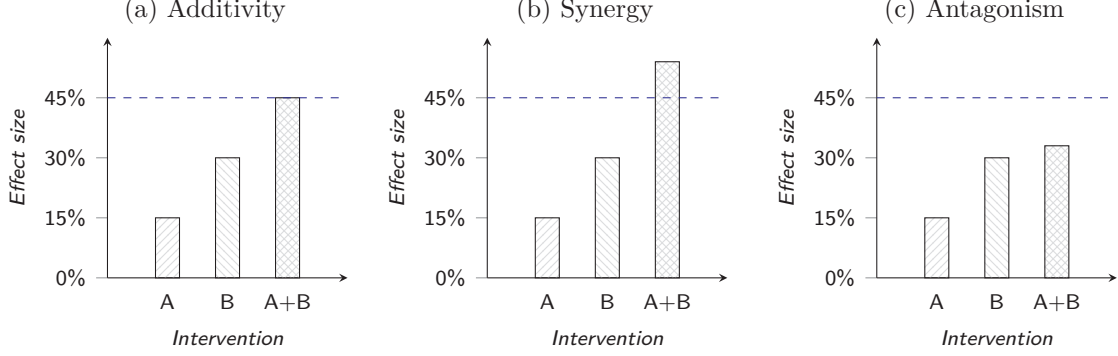 (a) Additivity
Effect size
45%
30%
15%
0%
A B A+B
Intervention
(b) Synergy
Effect size
45%
30%
15%
0%
A B A+B
Intervention
(c) Antagonism
Effect size
45%
30%
15%
0%
A B A+B
Intervention